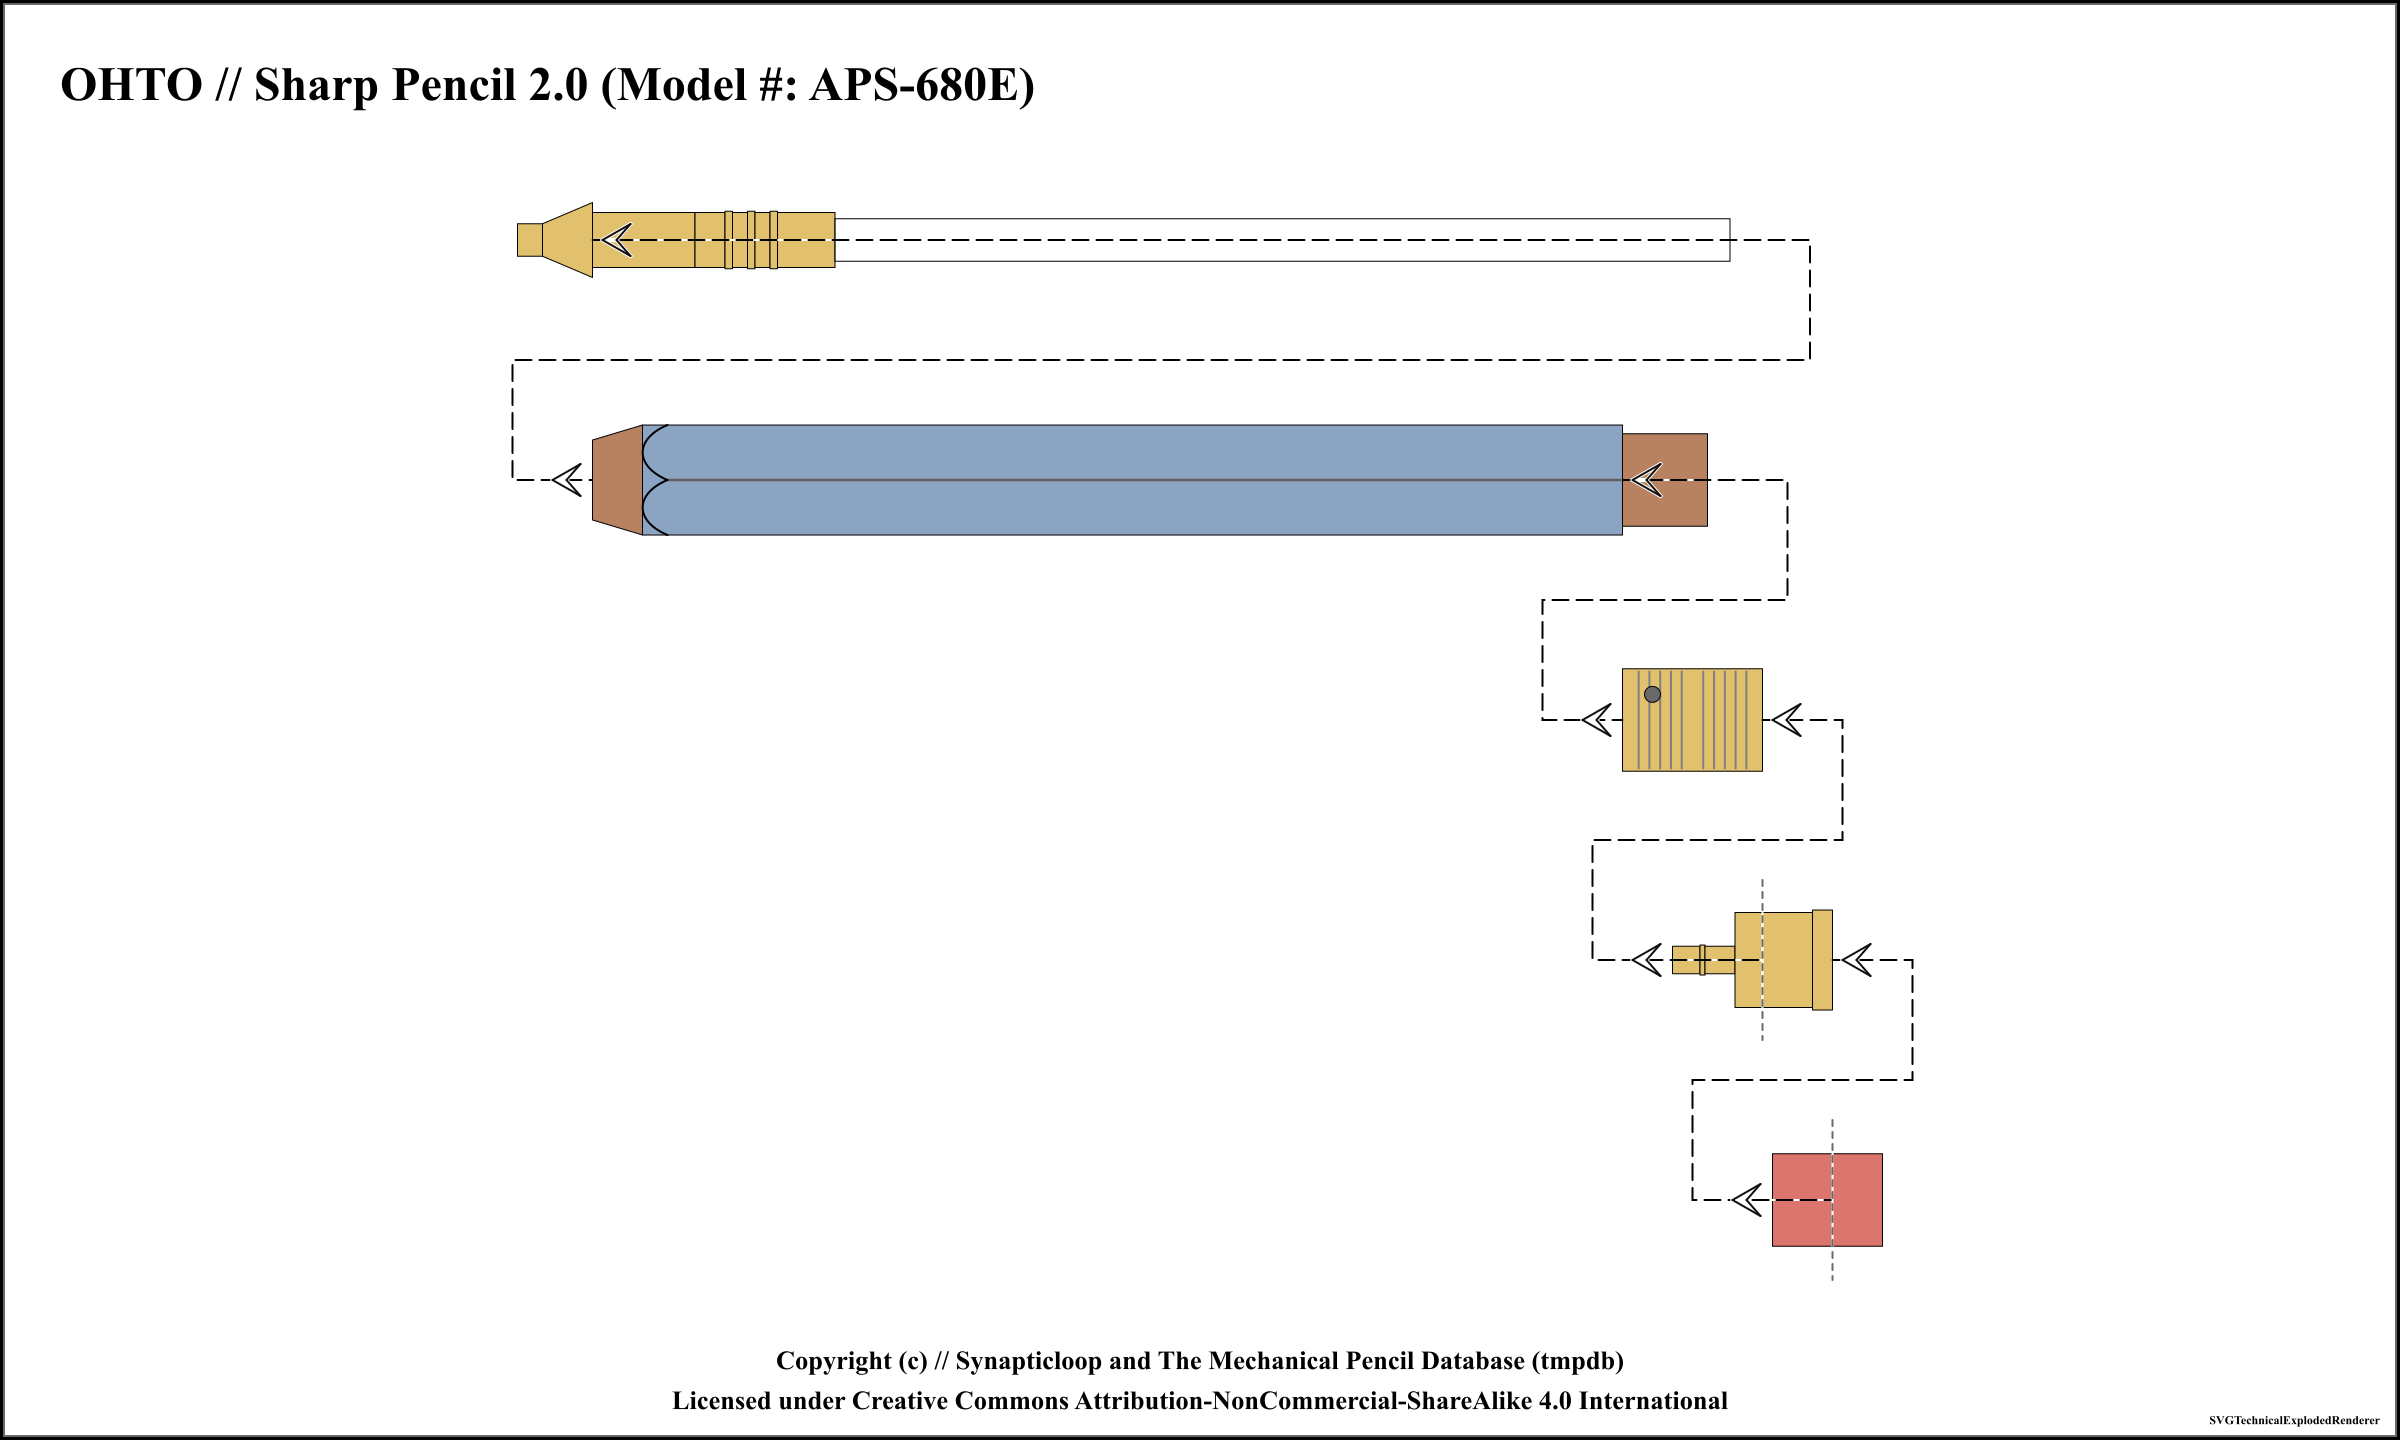 OHTO // Sharp Pencil 2.0 (Model #: APS-680E)
Copyright (c) // Synapticloop and The Mechanical Pencil Database (tmpdb)
Licensed under Creative Commons Attribution-NonCommercial-ShareAlike 4.0 International
SVGTechnicalExplodedRenderer